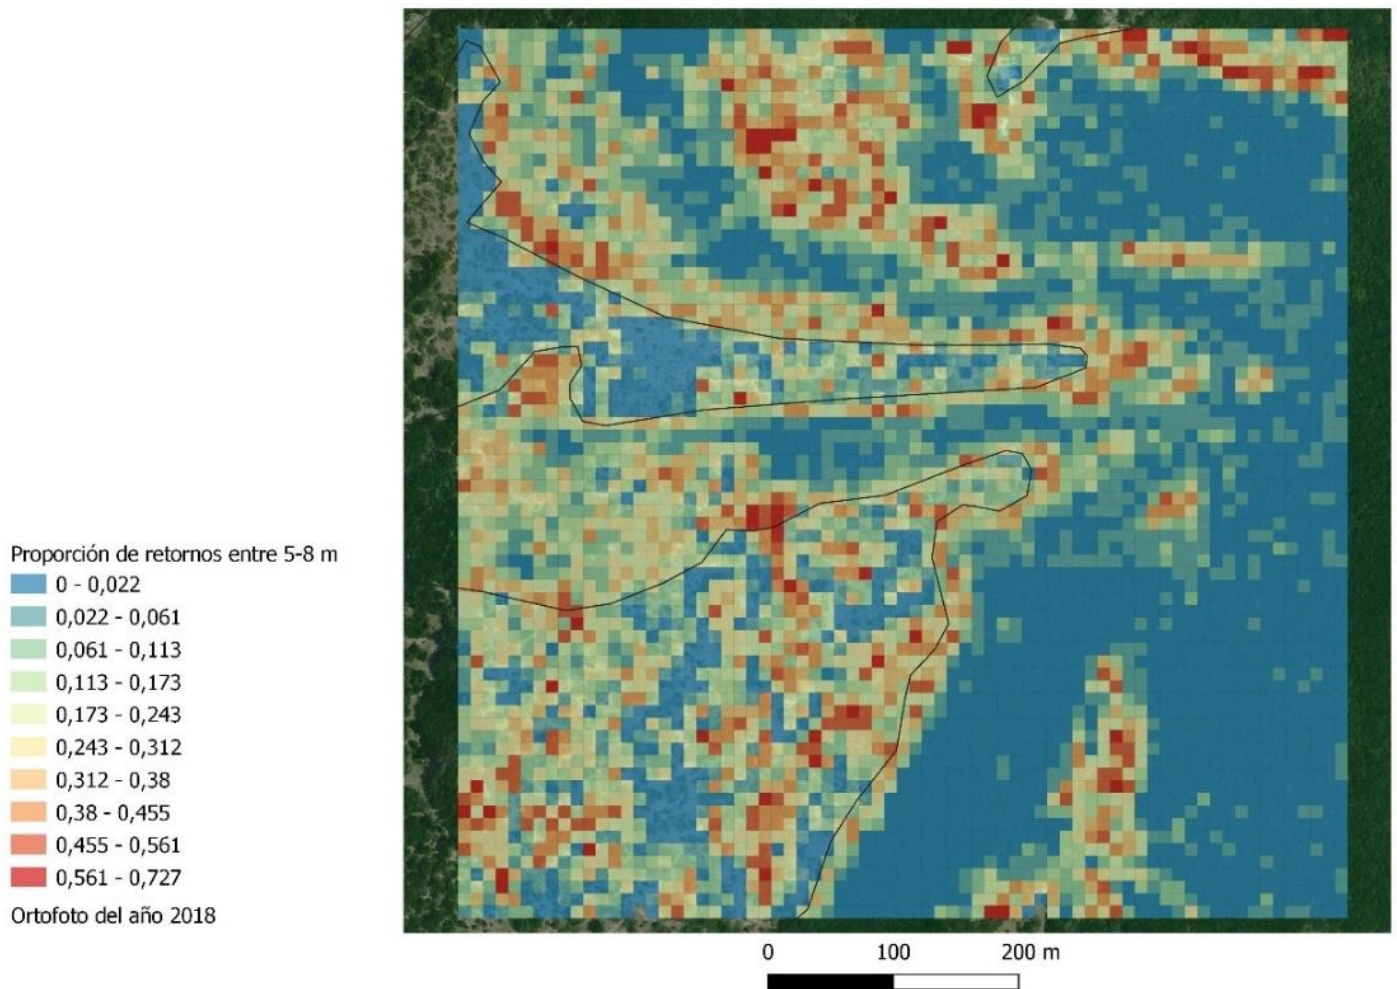 Proporción de retornos entre 5-8 m
0 - 0,022
0,022 - 0,061
0,061 - 0,113
0,113 - 0,173
0,173 - 0,243
0,243 - 0,312
0,312 - 0,38
0,38 - 0,455
0,455 - 0,561
0,561 - 0,727
Ortofoto del año 2018
0 100 200 m